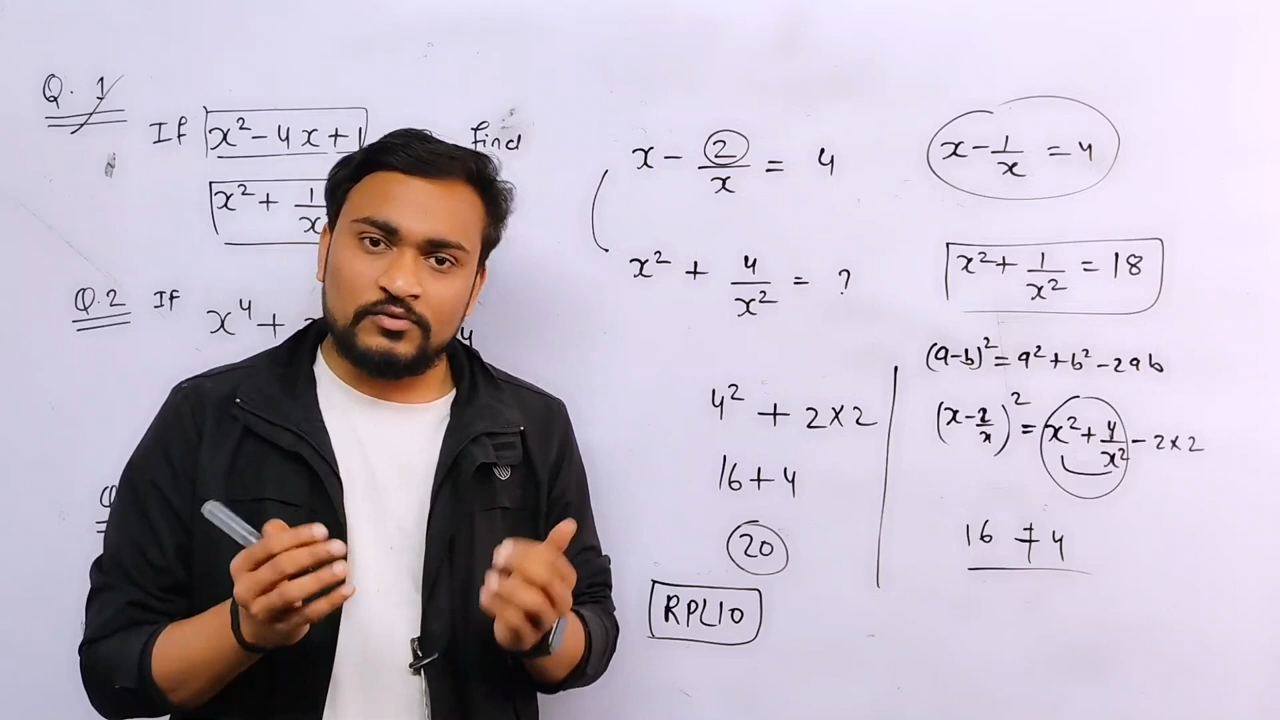 Q. 1
If x² - 4x + 1 find
x² + 1/x
Q.2 If
x⁴ +
x - 2/x = 4
x² + 4/x² = ?
4² + 2×2
16 + 4
20
RPL10
x - 1/x = 4
x² + 1/x² = 18
(a-b)² = a² + b² - 2ab
(x - 2/x)² = x² + 4/x² - 2×2
16 + 4